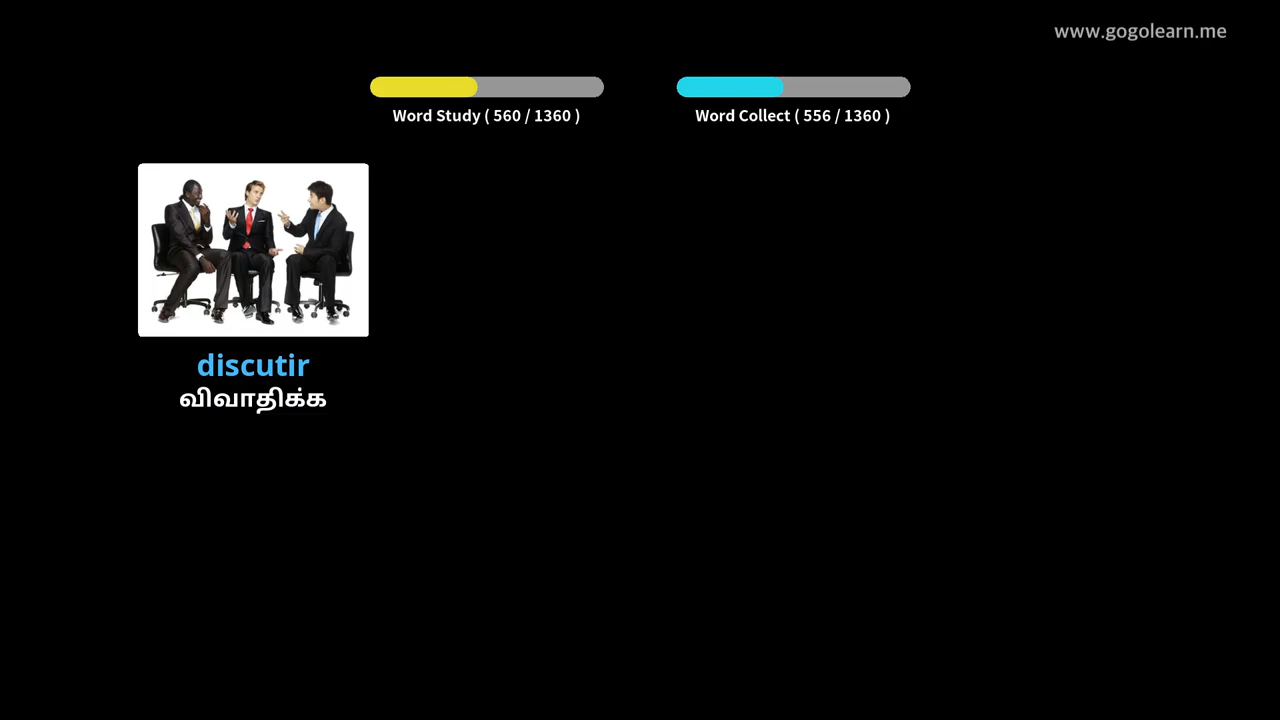 www.gogolearn.me
Word Study ( 560 / 1360 )
Word Collect ( 556 / 1360 )
discutir
விவாதிக்க